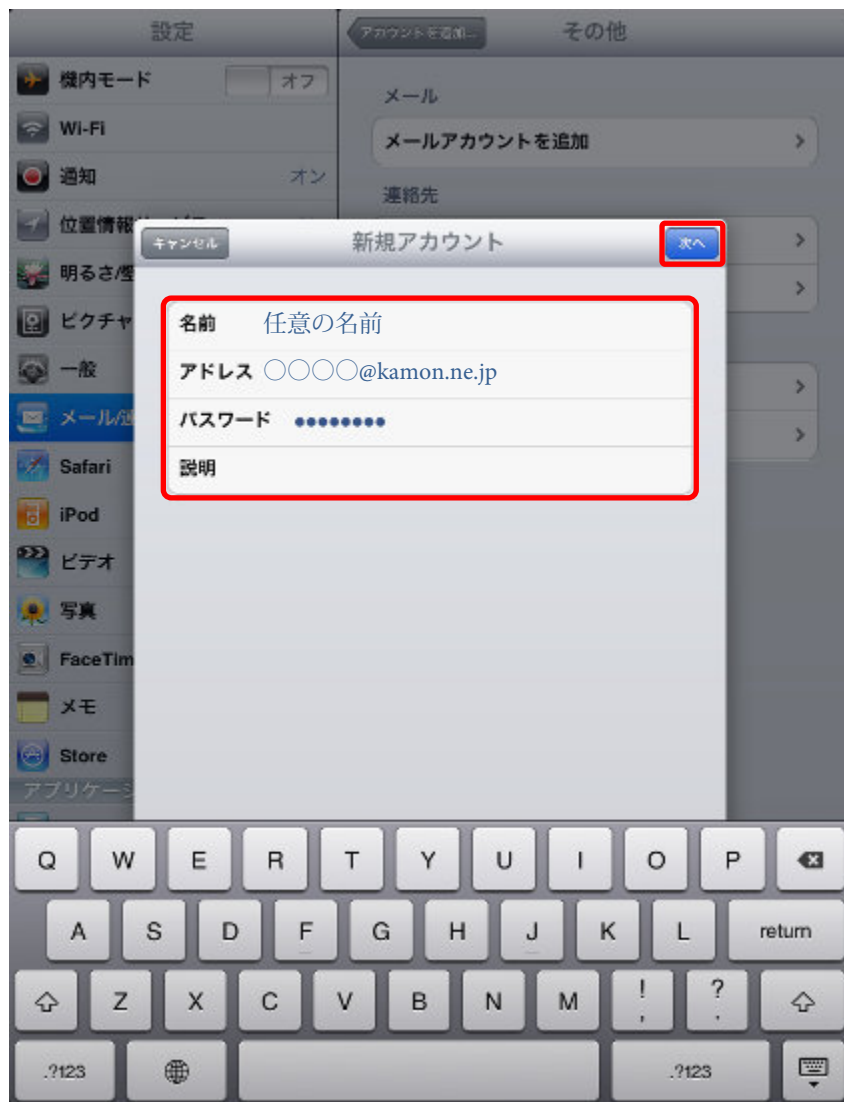 設定
アカウントを追加...
その他
機内モード
オフ
Wi-Fi
通知
オン
位置情報
明るさ/壁
ピクチャ
一般
メール/連
Safari
iPod
ビデオ
写真
FaceTim
メモ
Store
アプリケーシ
メール
メールアカウントを追加
連絡先
キャンセル
新規アカウント
次へ
名前 任意の名前
アドレス 〇〇〇〇@kamon.ne.jp
パスワード ●●●●●●●●
説明
Q W E R T Y U I O P
A S D F G H J K L return
Z X C V B N M ! , ? .
.?123 .?123